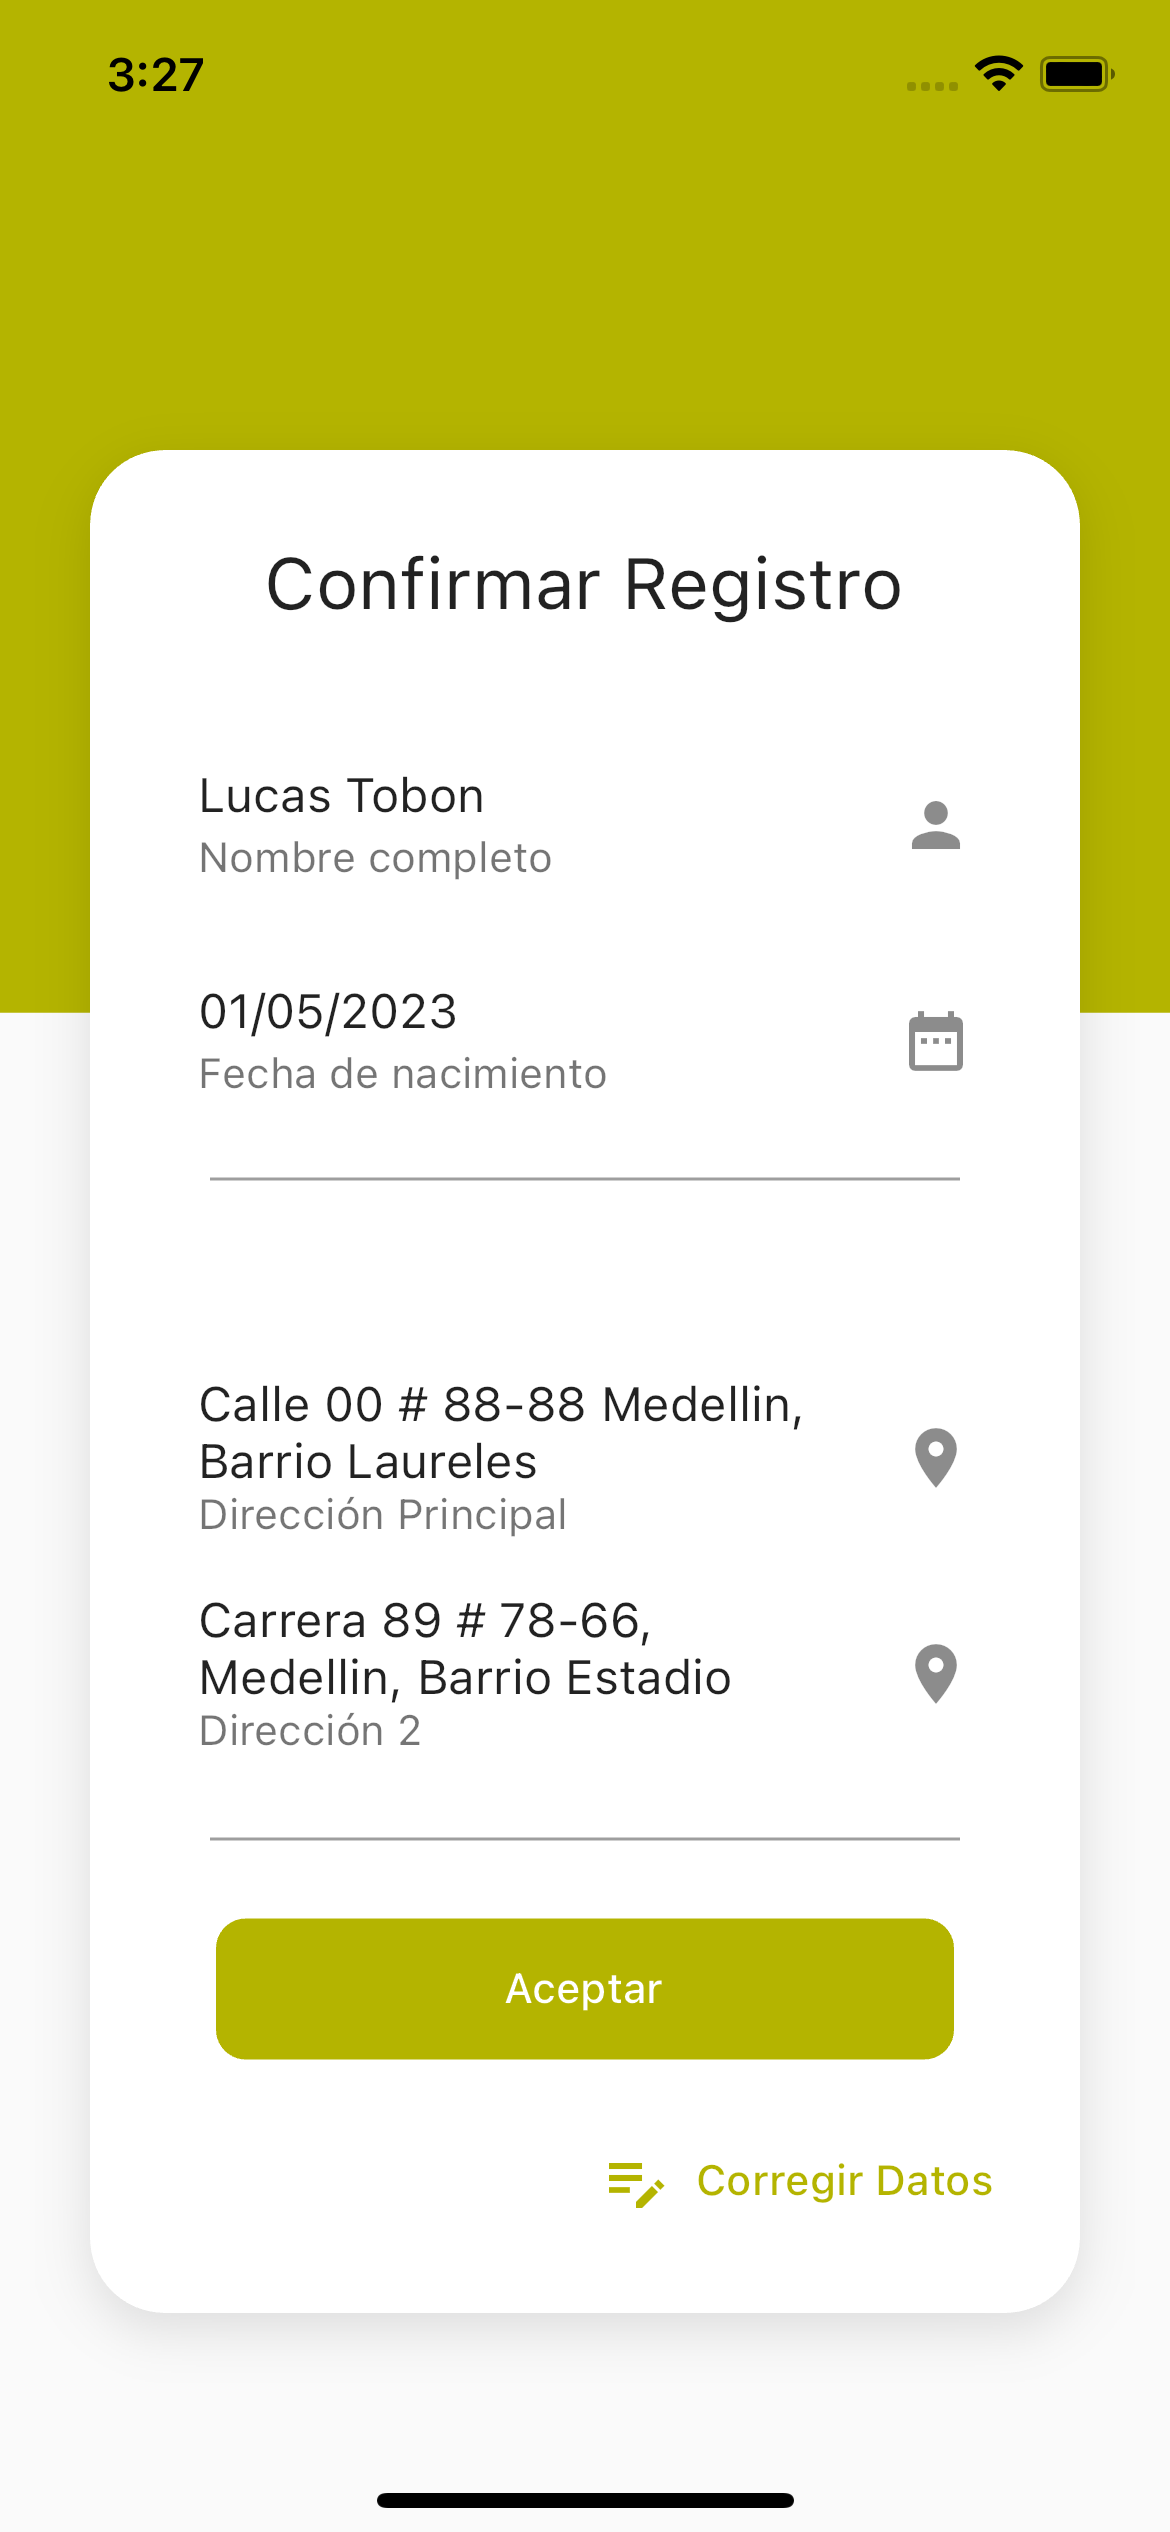 3:27
Confirmar Registro
Lucas Tobon
Nombre completo
01/05/2023
Fecha de nacimiento
Calle 00 # 88-88 Medellin,
Barrio Laureles
Dirección Principal
Carrera 89 # 78-66,
Medellin, Barrio Estadio
Dirección 2
Aceptar
Corregir Datos